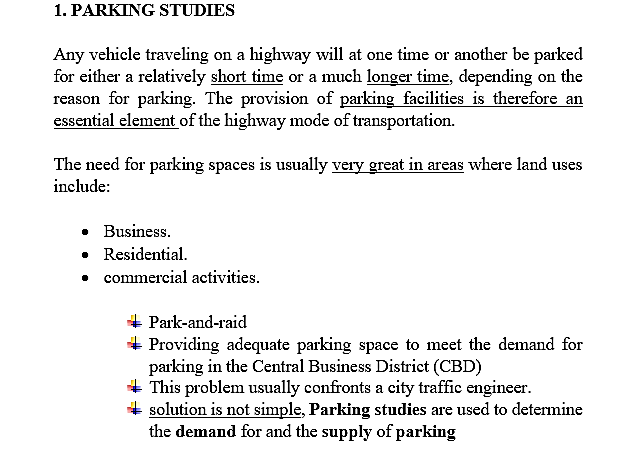 1. PARKING STUDIES
Any vehicle traveling on a highway will at one time or another be parked
for either a relatively short time or a much longer time, depending on the
reason for parking. The provision of parking facilities is therefore an
essential element of the highway mode of transportation.
The need for parking spaces is usually very great in areas where land uses
include:
• Business.
• Residential.
• commercial activities.
Park-and-raid
Providing adequate parking space to meet the demand for
parking in the Central Business District (CBD)
This problem usually confronts a city traffic engineer.
solution is not simple, Parking studies are used to determine
the demand for and the supply of parking